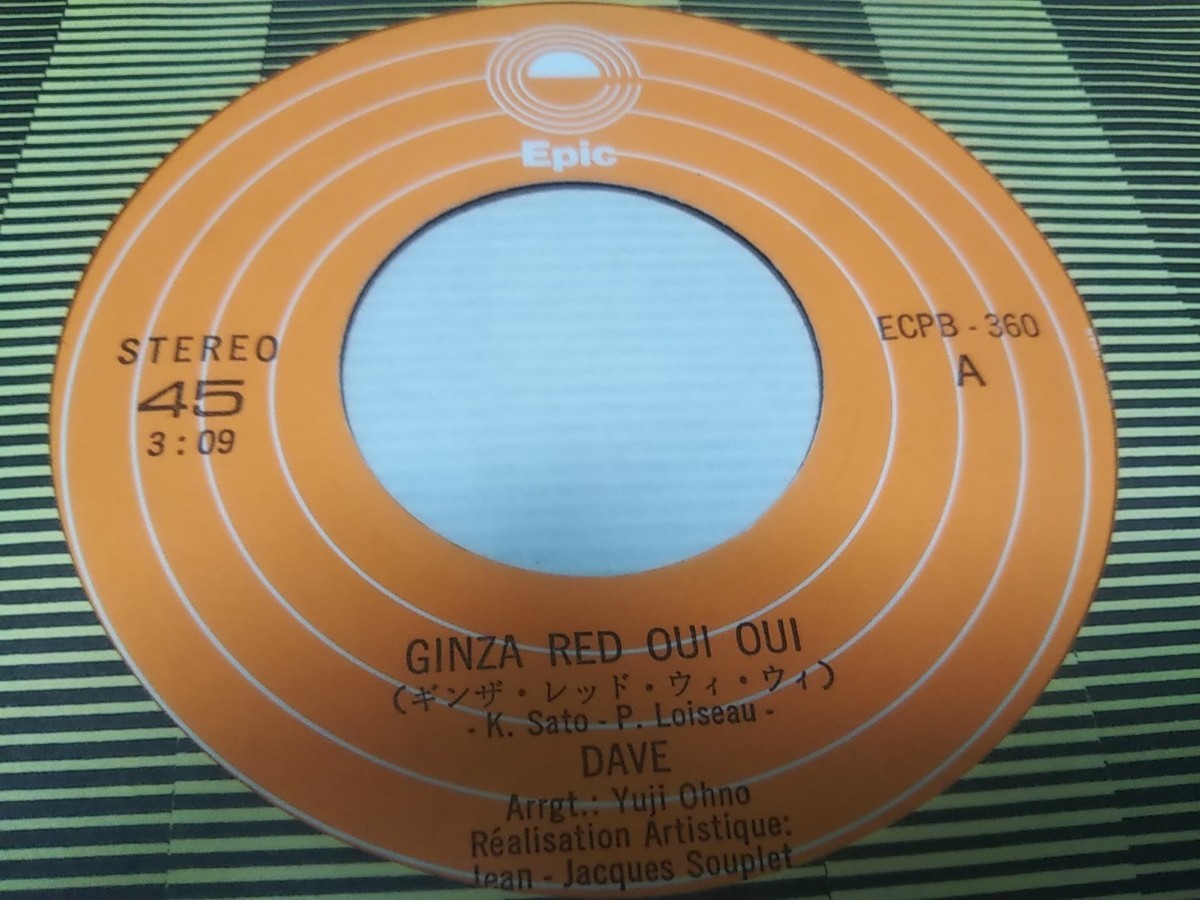 Epic
STEREO
45
3:09
ECPB-360
A
GINZA RED OUI OUI
(ギンザ・レッド・ウィ・ウィ)
- K. Sato - P. Loiseau -
DAVE
Arrgt.: Yuji Ohno
Réalisation Artistique:
Jean - Jacques Souplet